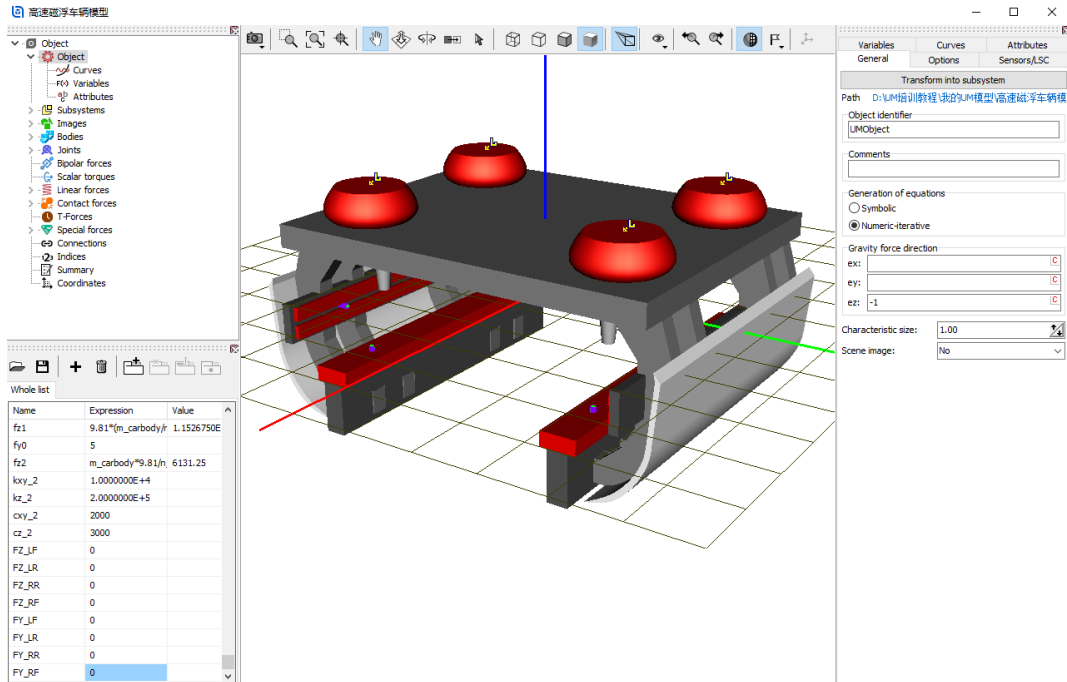 高速磁浮车辆模型
Object
Object
Curves
Variables
Attributes
Subsystems
Images
Bodies
Joints
Bipolar forces
Scalar torques
Linear forces
Contact forces
T-Forces
Special forces
Connections
Indices
Summary
Coordinates
Whole list
Name Expression Value
fz1 9.81*(m_carbody/r 1.1526750E
fy0 5
fz2 m_carbody*9.81/n_ 6131.25
kxy_2 1.0000000E+4
kz_2 2.0000000E+5
cxy_2 2000
cz_2 3000
FZ_LF 0
FZ_LR 0
FZ_RR 0
FZ_RF 0
FY_LF 0
FY_LR 0
FY_RR 0
FY_RF 0
L
L
L
L
Variables Curves Attributes
General Options Sensors/LSC
Transform into subsystem
Path D:\UM培训教程\我的UM模型\高速磁浮车辆模
Object identifier
UMObject
Comments
Generation of equations
Symbolic
Numeric-iterative
Gravity force direction
ex: C
ey: C
ez: -1 C
Characteristic size: 1.00
Scene image: No